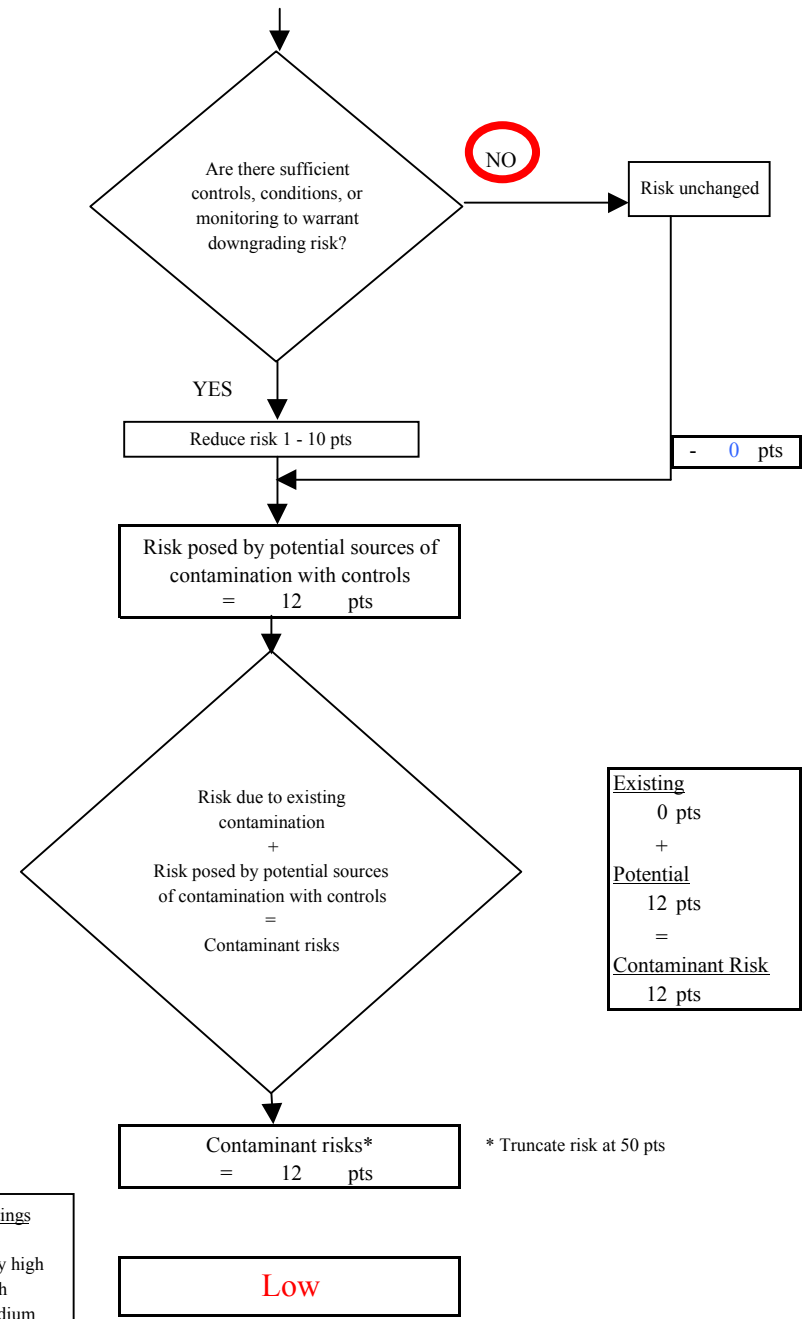 Are there sufficient
controls, conditions, or
monitoring to warrant
downgrading risk?
NO
Risk unchanged
YES
Reduce risk 1 - 10 pts
- 0 pts
Risk posed by potential sources of
contamination with controls
= 12 pts
Risk due to existing
contamination
+
Risk posed by potential sources
of contamination with controls
=
Contaminant risks
Existing
0 pts
+
Potential
12 pts
=
Contaminant Risk
12 pts
Contaminant risks*
= 12 pts
* Truncate risk at 50 pts
high
Low